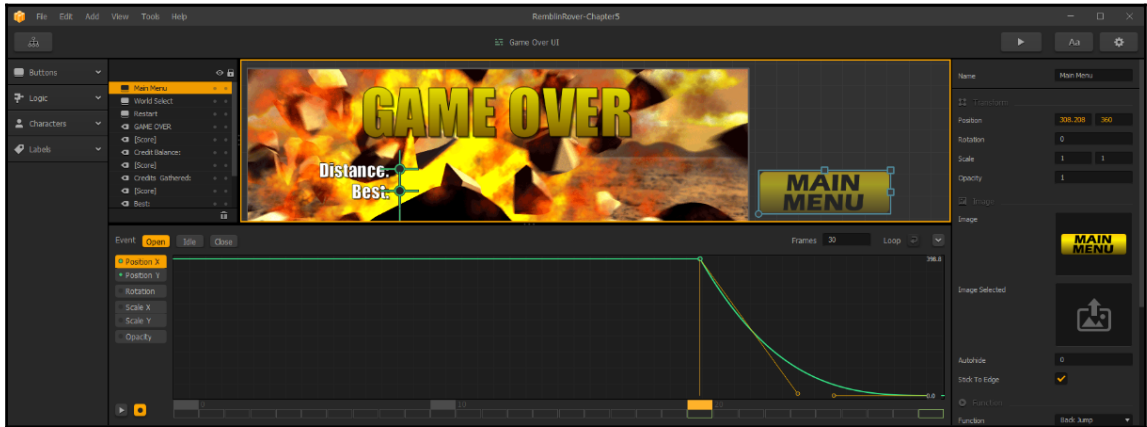 File Edit Add View Tools Help
RemblinRover-Chapter5
Game Over UI
Aa
Buttons
Logic
Characters
Labels
Main Menu
World Select
Restart
GAME OVER
[Score]
Credit Balance:
[Score]
Credits Gathered:
[Score]
Best:
GAME OVER
Distance:
Best:
MAIN
MENU
Event Open Idle Close
Frames 30 Loop
Position X
Position Y
Rotation
Scale X
Scale Y
Opacity
398.8
0.0
0
10
20
Name Main Menu
Transform
Position 308.208 360
Rotation 0
Scale 1 1
Opacity 1
Image
Image
MAIN
MENU
Image Selected
Autohide 0
Stick To Edge
Function
Function Back Jump